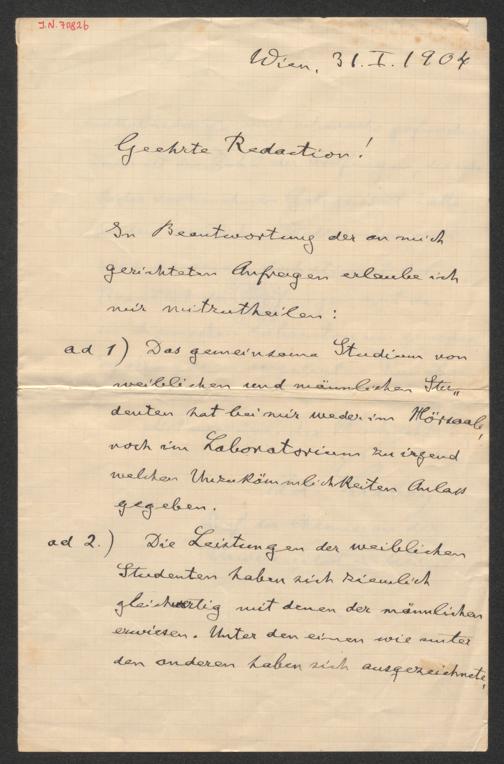 I.N. 70826
Wien, 31. I. 1904
Geehrte Redaction!
In Beantwortung der an mich
gerichteten Anfragen erlaube ich
mir mitzutheilen:
ad 1) Das gemeinsame Studium von
weiblichen und männlichen Stu„
denten hat bei mir weder im Hörsaale,
noch im Laboratorium zu irgend
welchen Unzukömmlichkeiten Anlass
gegeben.
ad 2.) Die Leistungen der weiblichen
Studenten haben sich ziemlich
gleichwertig mit denen der männlichen
erwiesen. Unter den einen wie unter
den anderen haben sich ausgezeichnete,